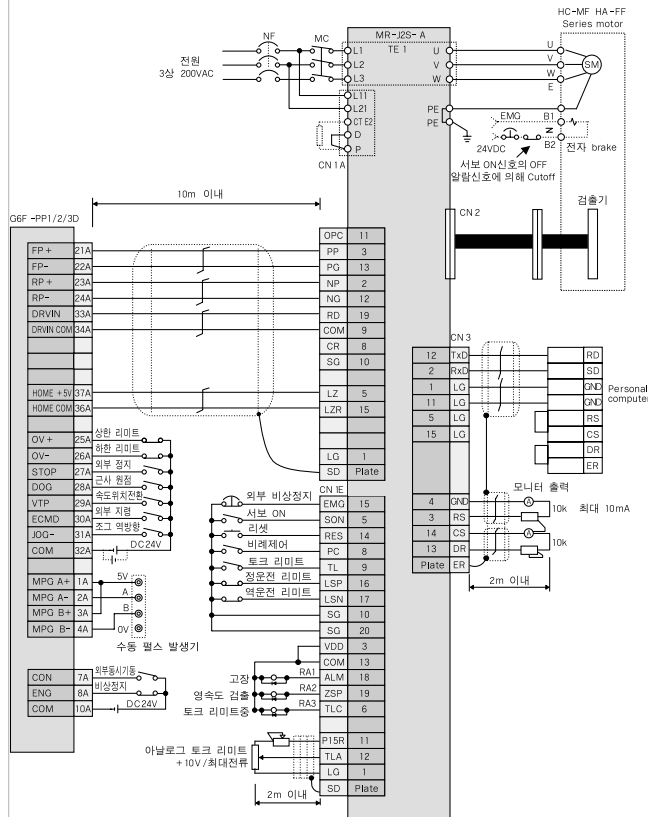 HC-MF HA-FF
Series motor
MR-J2S-A
TE 1
NF
MC
전원
3상 200VAC
L1
L2
L3
U
V
W
U
V
W
E
SM
L11
L21
CTE2
D
P
CN1A
PE
PE
EMG
B1
B2
24VDC
전자 brake
서보 ON신호의 OFF
알람신호에 의해 Cutoff
검출기
CN 2
10m 이내
G6F -PP1/2/3D
FP+ 21A
FP- 22A
RP+ 23A
RP- 24A
DRVIN 33A
DRVIN COM 34A
HOME +5V 37A
HOME COM 36A
OV+ 25A 상한 리미트
OV- 26A 하한 리미트
STOP 27A 외부 정지
DOG 28A 근사 원점
VTP 29A 속도위치전환
ECMD 30A 외부 지령
JOG- 31A 조그 역방향
COM 32A DC24V
MPG A+ 1A 5V
MPG A- 2A A
MPG B+ 3A B
MPG B- 4A 0V
수동 펄스 발생기
CON 7A 외부동시기동
ENG 8A 비상정지
COM 10A DC24V
OPC 11
PP 3
PG 13
NP 2
NG 12
RD 19
COM 9
CR 8
SG 10
LZ 5
LZR 15
LG 1
SD Plate
CN 1E
외부 비상정지 EMG 15
서보 ON SON 5
리셋 RES 14
비례제어 PC 8
토크 리미트 TL 9
정운전 리미트 LSP 16
역운전 리미트 LSN 17
SG 10
SG 20
VDD 3
COM 13
고장 RA1 ALM 18
영속도 검출 RA2 ZSP 19
토크 리미트중 RA3 TLC 6
P15R 11
아날로그 토크 리미트
+10V/최대전류
TLA 12
LG 1
SD Plate
2m 이내
CN 3
12 TxD RD
2 RxD SD
1 LG GND
11 LG GND
5 LG RS
15 LG CS
DR
ER
Personal
computer
모니터 출력
4 GND A 10k 최대 10mA
3 RS
14 CS A 10k
13 DR
Plate ER
2m 이내